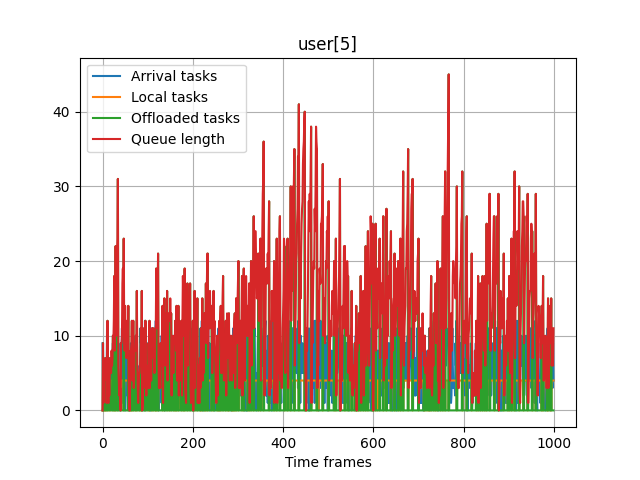 user[5]
Arrival tasks
Local tasks
Offloaded tasks
Queue length
40
30
20
10
0
0 200 400 600 800 1000
Time frames